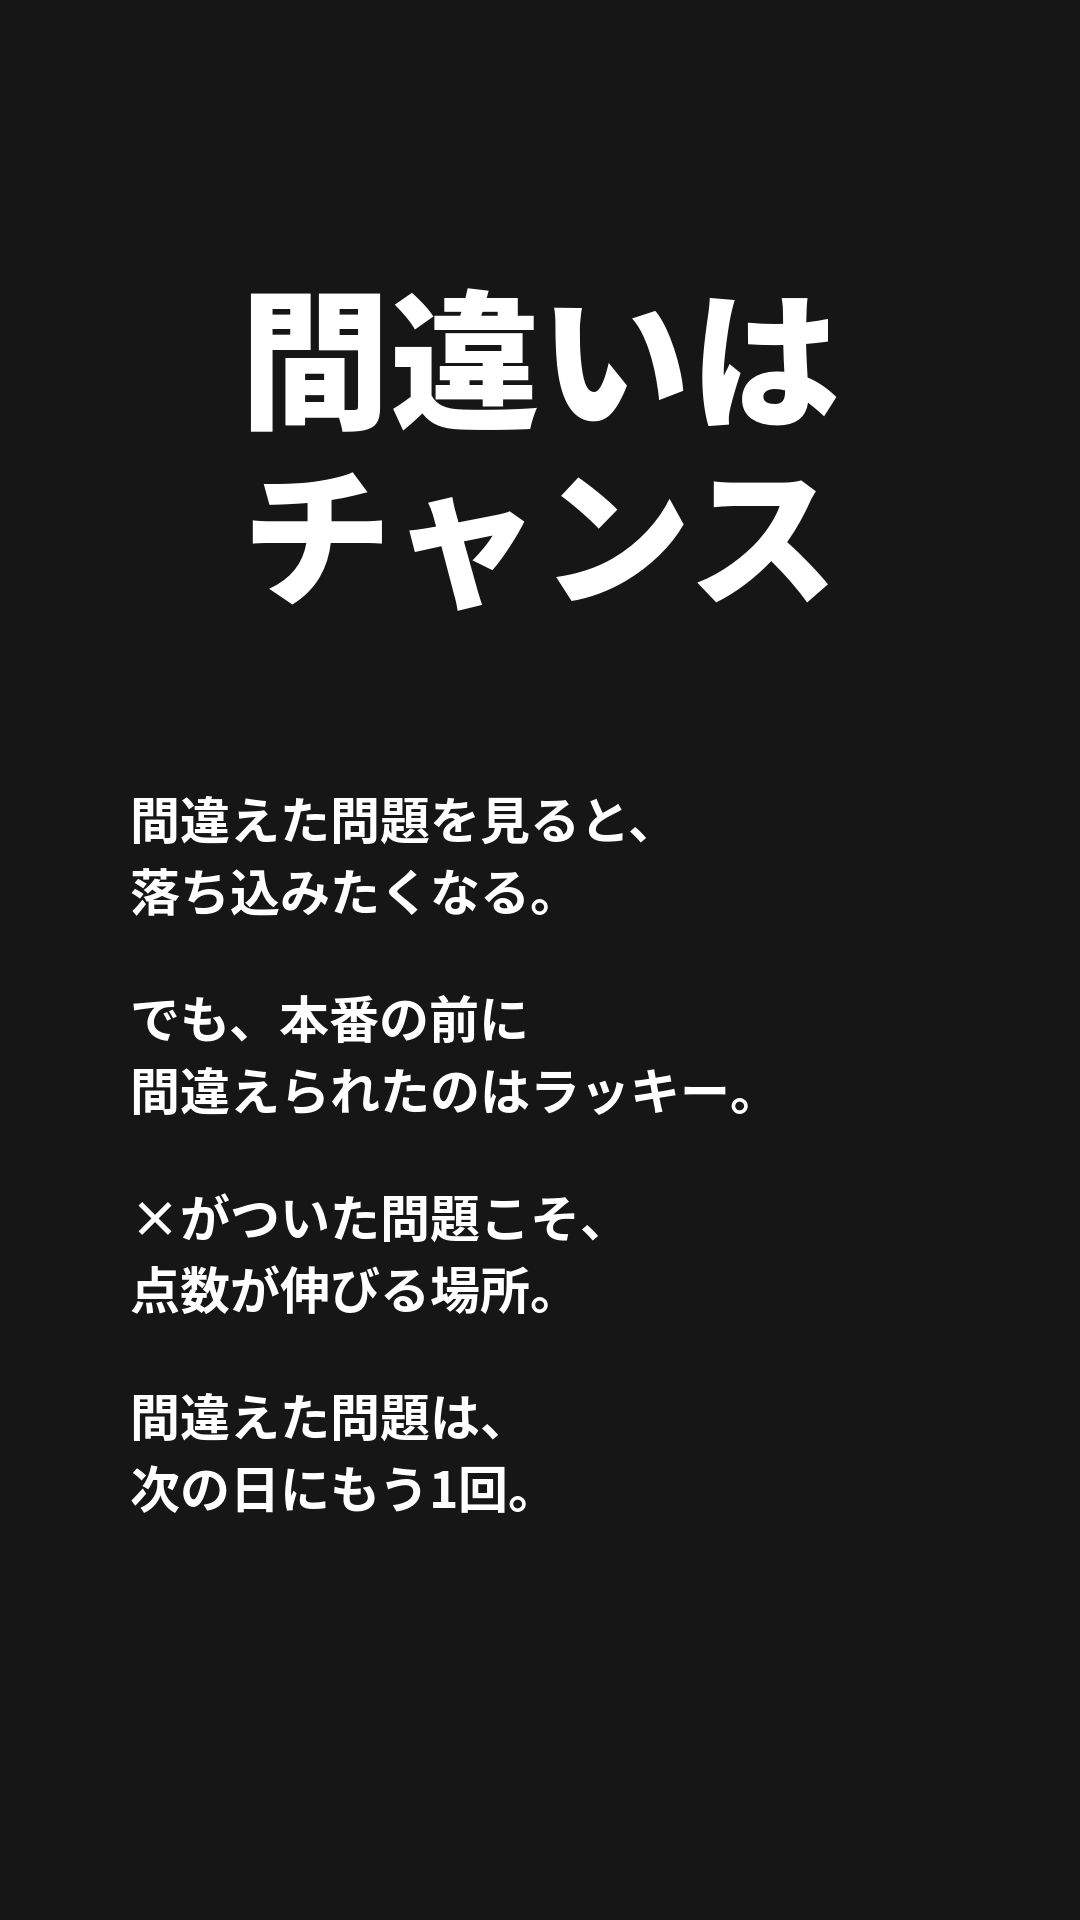 間違いは
チャンス
間違えた問題を見ると、
落ち込みたくなる。
でも、本番の前に
間違えられたのはラッキー。
×がついた問題こそ、
点数が伸びる場所。
間違えた問題は、
次の日にもう1回。